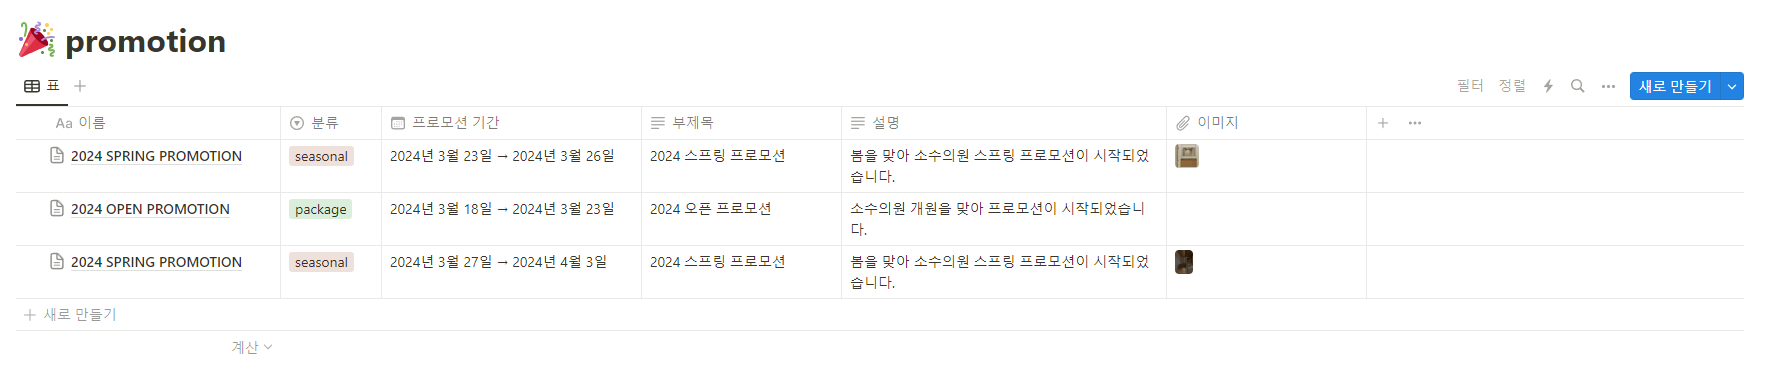 promotion
표
필터 정렬 새로 만들기
Aa 이름 분류 프로모션 기간 부제목 설명 이미지
2024 SPRING PROMOTION seasonal 2024년 3월 23일 → 2024년 3월 26일 2024 스프링 프로모션 봄을 맞아 소수의원 스프링 프로모션이 시작되었
습니다.
2024 OPEN PROMOTION package 2024년 3월 18일 → 2024년 3월 23일 2024 오픈 프로모션 소수의원 개원을 맞아 프로모션이 시작되었습니
다.
2024 SPRING PROMOTION seasonal 2024년 3월 27일 → 2024년 4월 3일 2024 스프링 프로모션 봄을 맞아 소수의원 스프링 프로모션이 시작되었
습니다.
새로 만들기
계산